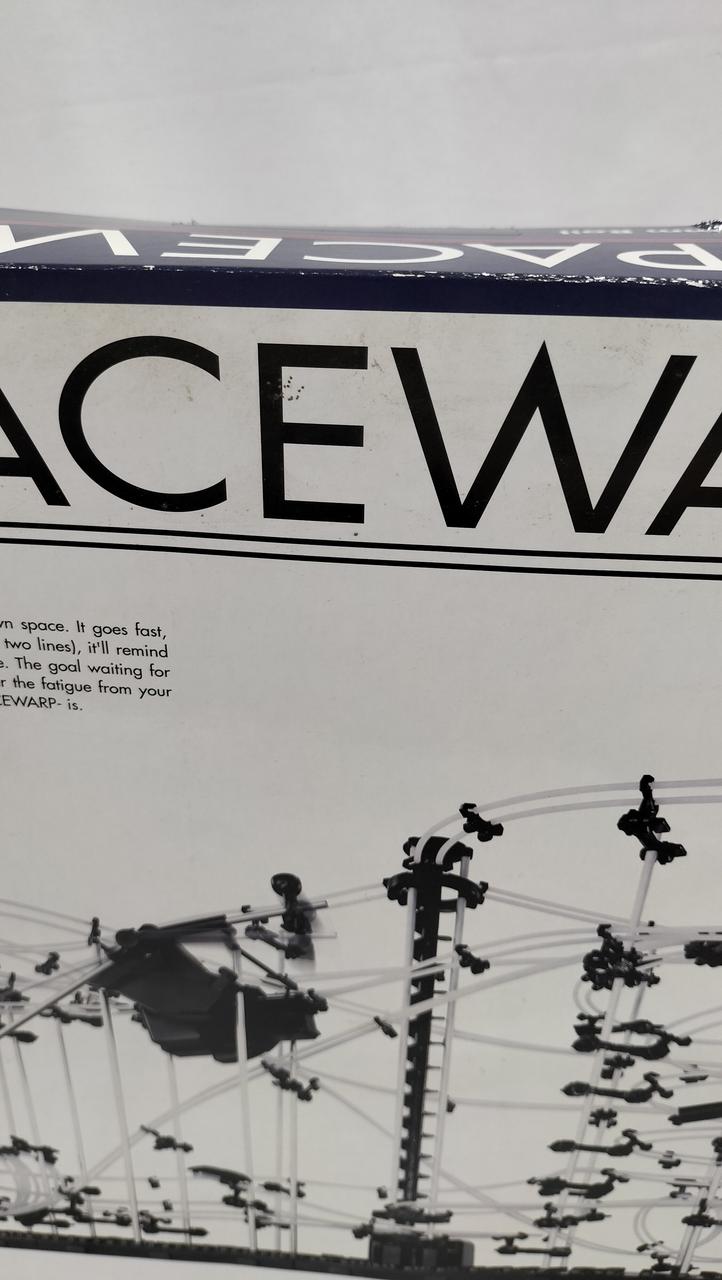 PACEW
ACEWA
wn space. It goes fast,
two lines), it'll remind
e. The goal waiting for
r the fatigue from your
CEWARP- is.